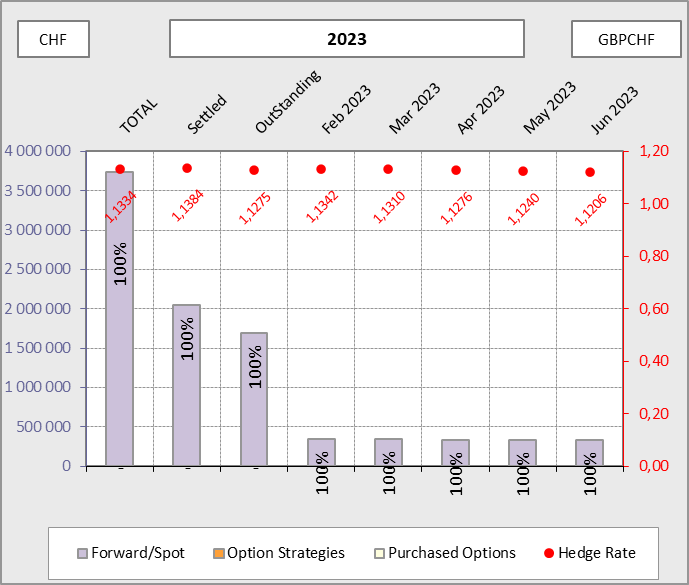 CHF
2023
GBPCHF
TOTAL
Settled
OutStanding
Feb 2023
Mar 2023
Apr 2023
May 2023
Jun 2023
4 000 000
3 500 000
3 000 000
2 500 000
2 000 000
1 500 000
1 000 000
500 000
0
1,20
1,00
0,80
0,60
0,40
0,20
0,00
1,1334
1,1384
1,1275
1,1342
1,1310
1,1276
1,1240
1,1206
100%
100%
100%
100%
100%
100%
100%
100%
-
-
-
Forward/Spot
Option Strategies
Purchased Options
Hedge Rate